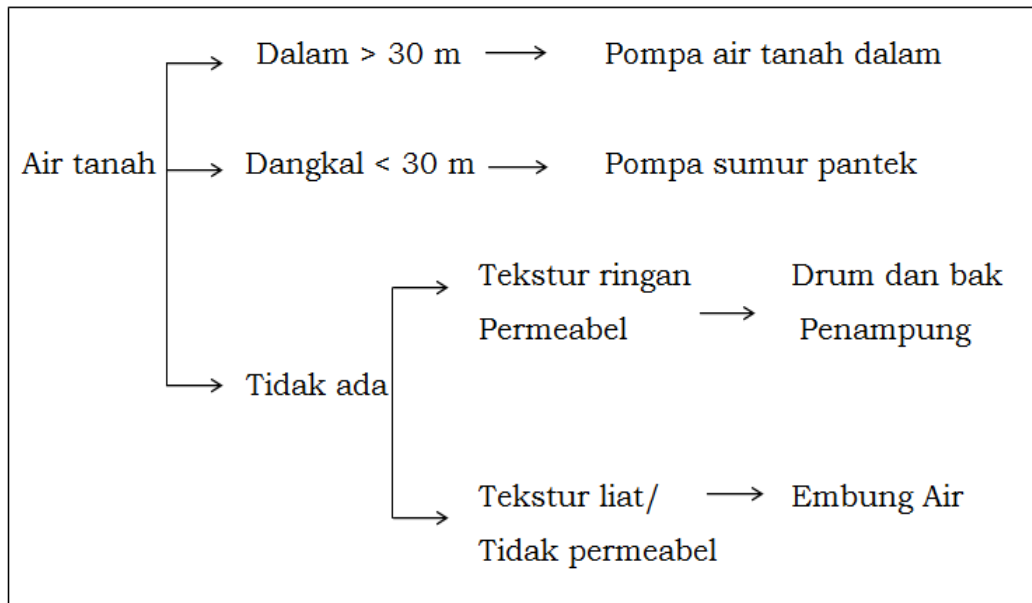 Dalam > 30 m Pompa air tanah dalam
Air tanah Dangkal < 30 m Pompa sumur pantek
Tekstur ringan Drum dan bak
Permeabel Penampung
Tidak ada
Tekstur liat/ Embung Air
Tidak permeabel